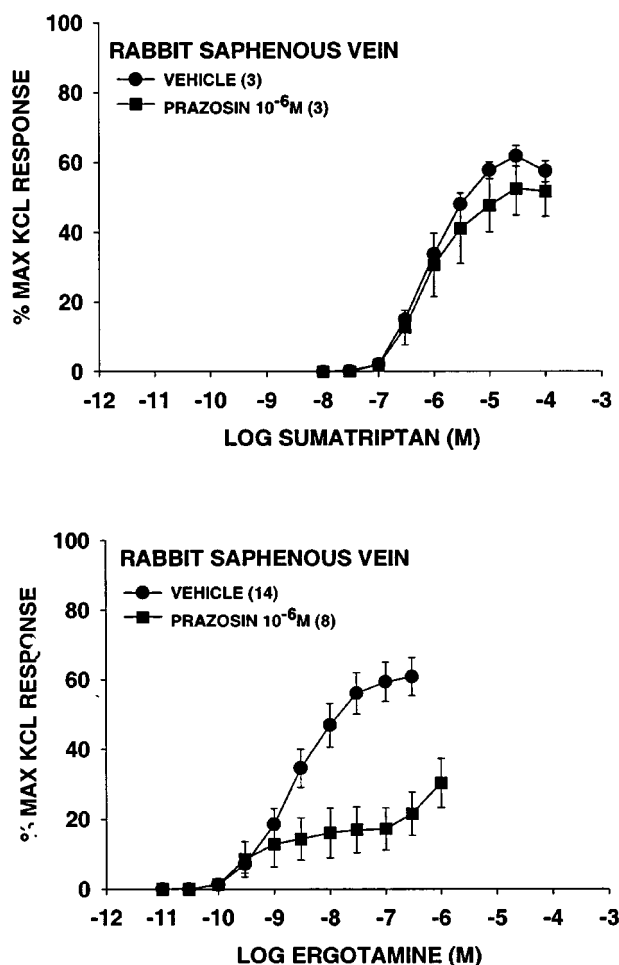 RABBIT SAPHENOUS VEIN
VEHICLE (3)
PRAZOSIN 10⁻⁶M (3)
% MAX KCL RESPONSE
100
80
60
40
20
0
-12 -11 -10 -9 -8 -7 -6 -5 -4 -3
LOG SUMATRIPTAN (M)
RABBIT SAPHENOUS VEIN
VEHICLE (14)
PRAZOSIN 10⁻⁶M (8)
% MAX KCL RESPONSE
100
80
60
40
20
0
-12 -11 -10 -9 -8 -7 -6 -5 -4 -3
LOG ERGOTAMINE (M)